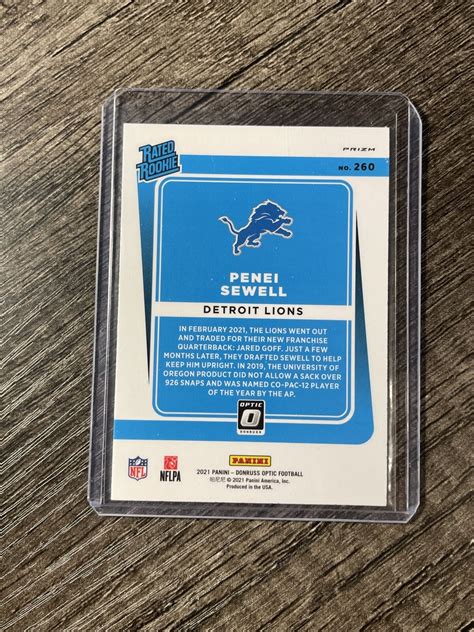 RATED
ROOKIE
PRIZM
NO. 260
PENEI
SEWELL
DETROIT LIONS
IN FEBRUARY 2021, THE LIONS WENT OUT
AND TRADED FOR THEIR NEW FRANCHISE
QUARTERBACK: JARED GOFF. JUST A FEW
MONTHS LATER, THEY DRAFTED SEWELL TO HELP
KEEP HIM UPRIGHT. IN 2019, THE UNIVERSITY OF
OREGON PRODUCT DID NOT ALLOW A SACK OVER
926 SNAPS AND WAS NAMED CO-PAC-12 PLAYER
OF THE YEAR BY THE AP.
OPTIC
DONRUSS
NFL
NFLPA
PANINI
2021 PANINI – DONRUSS OPTIC FOOTBALL
帕尼尼 © 2021 Panini America, Inc.
Produced in the USA.